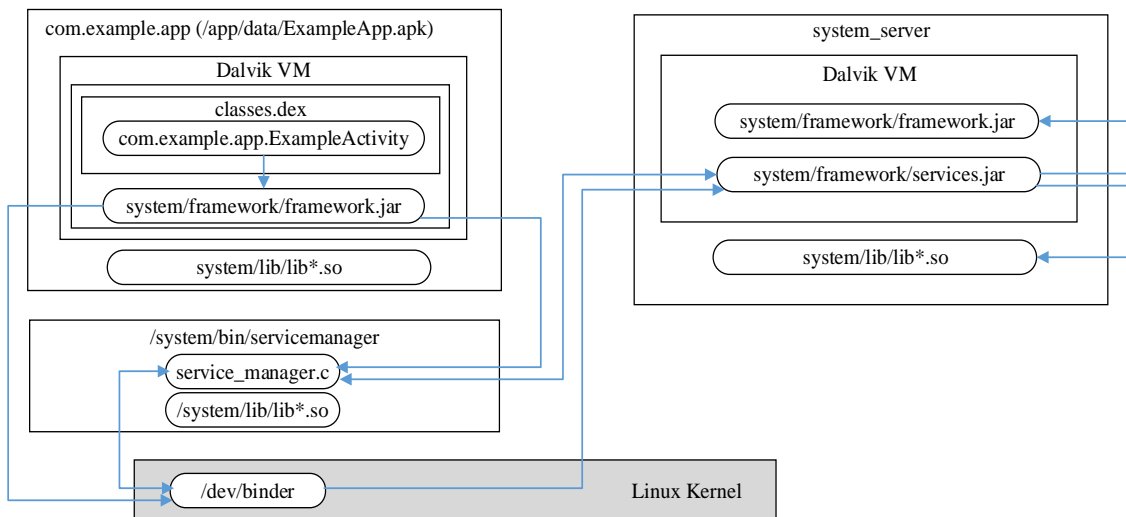 com.example.app (/app/data/ExampleApp.apk)
Dalvik VM
classes.dex
com.example.app.ExampleActivity
system/framework/framework.jar
system/lib/lib*.so
/system/bin/servicemanager
service_manager.c
/system/lib/lib*.so
/dev/binder
Linux Kernel
system_server
Dalvik VM
system/framework/framework.jar
system/framework/services.jar
system/lib/lib*.so